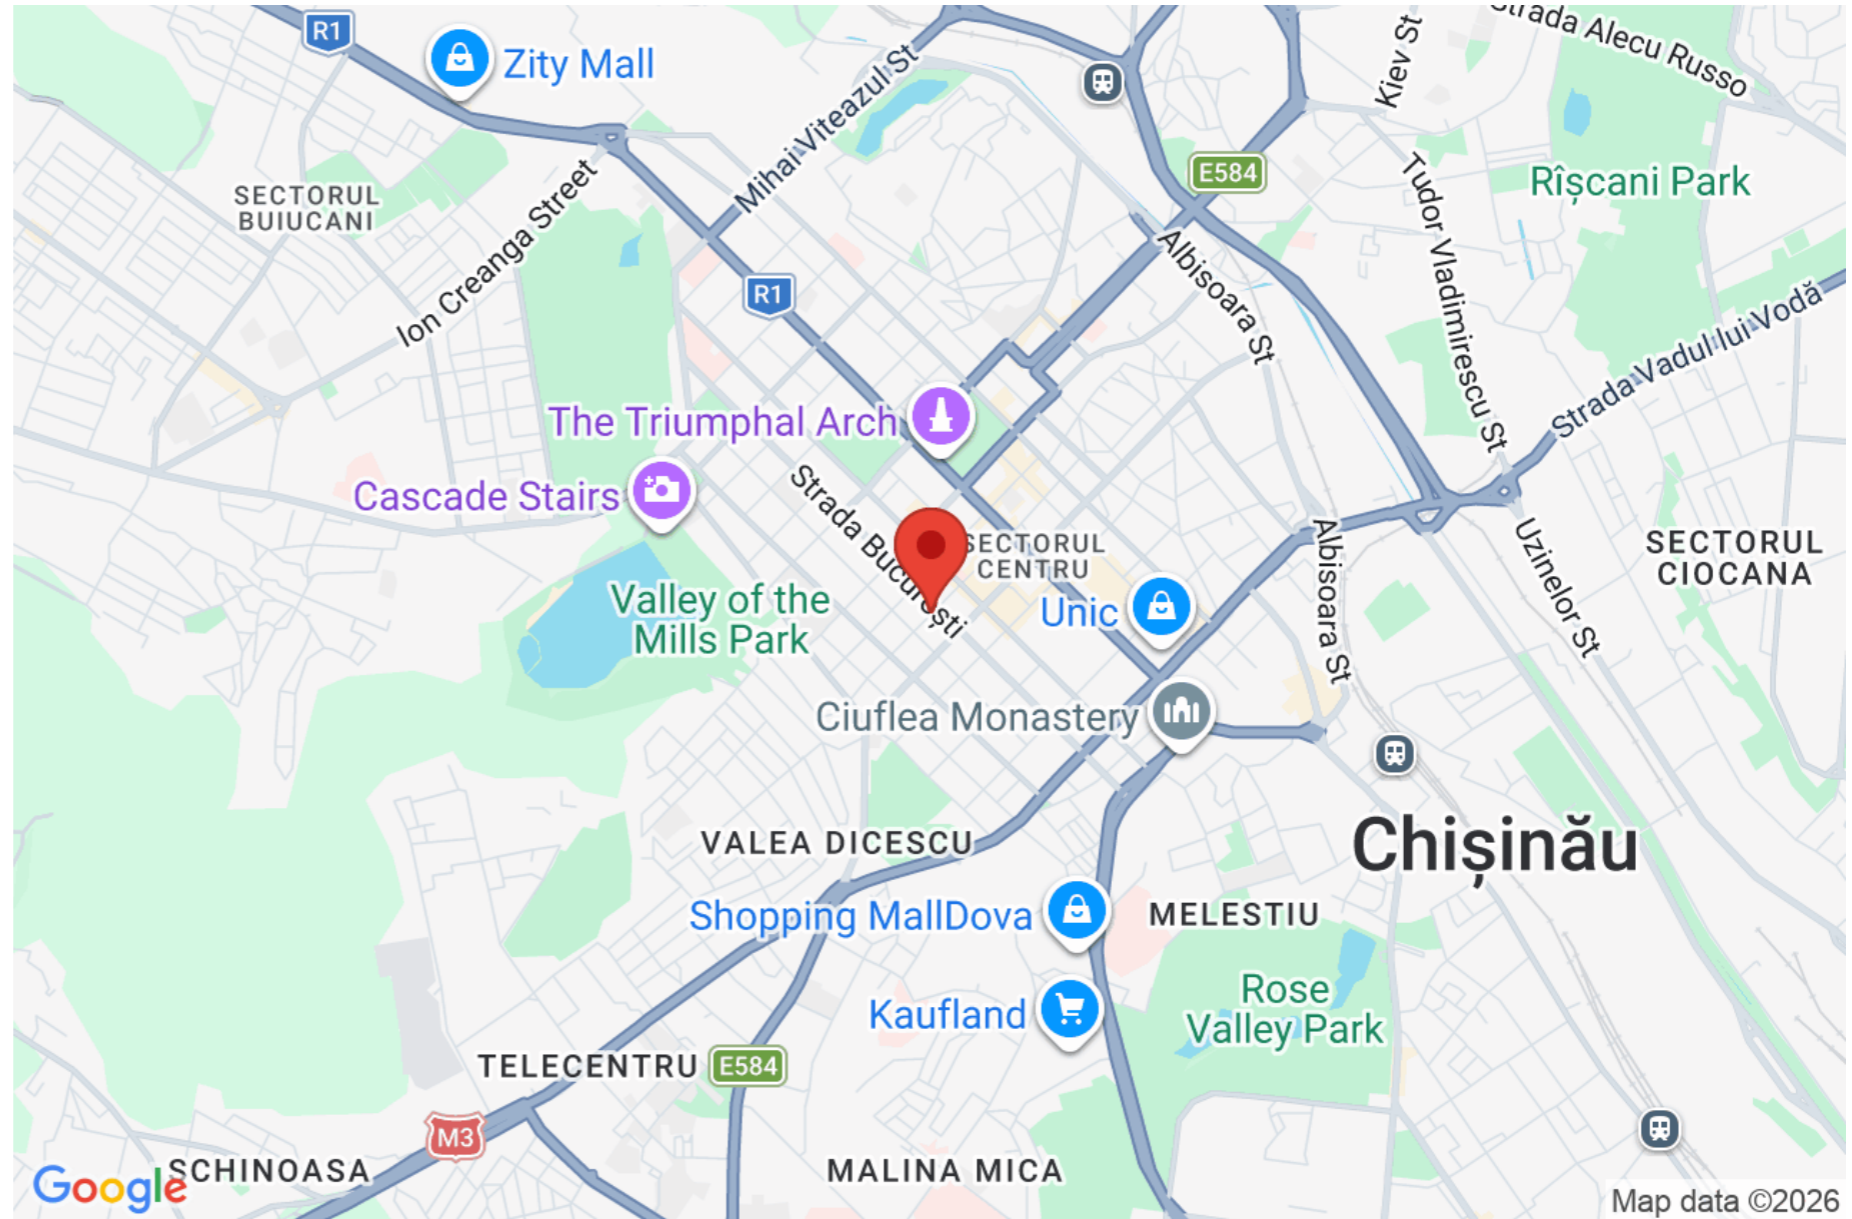 R1
Zity Mall
Mihai Viteazul St
Kiev St
Strada Alecu Russo
E584
Rîșcani Park
SECTORUL
BUIUCANI
Ion Creanga Street
Tudor Vladimirescu St
Albisoara St
R1
Strada Vadul lui Vodă
The Triumphal Arch
Cascade Stairs
Strada București
SECTORUL
CENTRU
Albisoara St
Uzinelor St
SECTORUL
CIOCANA
Valley of the
Mills Park
Unic
Ciuflea Monastery
VALEA DICESCU
Chișinău
Shopping MallDova
MELESTIU
Kaufland
Rose
Valley Park
TELECENTRU
E584
M3
SCHINOASA
MALINA MICA
Google
Map data ©2026